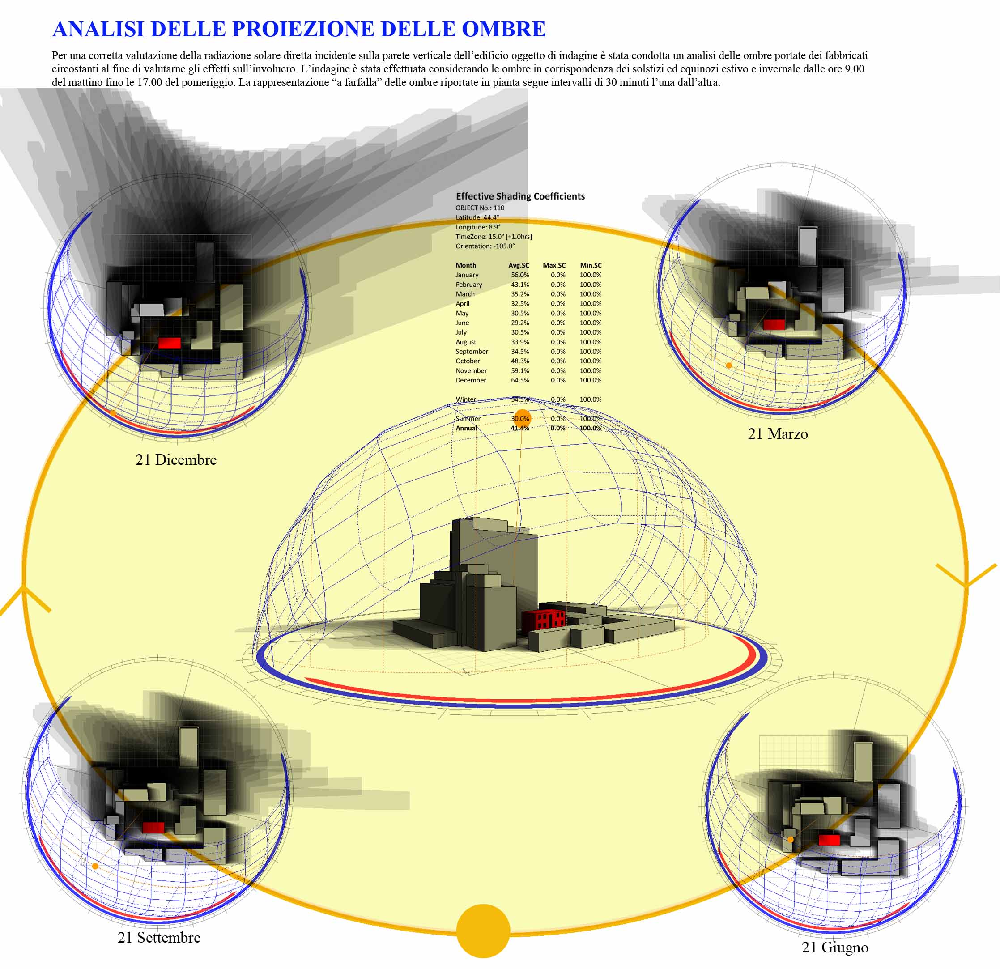 ANALISI DELLE PROIEZIONE DELLE OMBRE
Per una corretta valutazione della radiazione solare diretta incidente sulla parete verticale dell’edificio oggetto di indagine è stata condotta un analisi delle ombre portate dei fabbricati
circostanti al fine di valutarne gli effetti sull’involucro. L’indagine è stata effettuata considerando le ombre in corrispondenza dei solstizi ed equinozi estivo e invernale dalle ore 9.00
del mattino fino le 17.00 del pomeriggio. La rappresentazione “a farfalla” delle ombre riportate in pianta segue intervalli di 30 minuti l’una dall’altra.
Effective Shading Coefficients
OBJECT No.: 110
Latitude: 44.4°
Longitude: 8.9°
TimeZone: 15.0° [+1.0hrs]
Orientation: -105.0°
Month Avg.SC Max.SC Min.SC
January 56.0% 0.0% 100.0%
February 43.1% 0.0% 100.0%
March 35.2% 0.0% 100.0%
April 32.5% 0.0% 100.0%
May 30.5% 0.0% 100.0%
June 29.2% 0.0% 100.0%
July 30.5% 0.0% 100.0%
August 33.9% 0.0% 100.0%
September 34.5% 0.0% 100.0%
October 48.3% 0.0% 100.0%
November 59.1% 0.0% 100.0%
December 64.5% 0.0% 100.0%
Winter 54.5% 0.0% 100.0%
Summer 30.0% 0.0% 100.0%
Annual 41.4% 0.0% 100.0%
21 Marzo
21 Dicembre
21 Settembre
21 Giugno